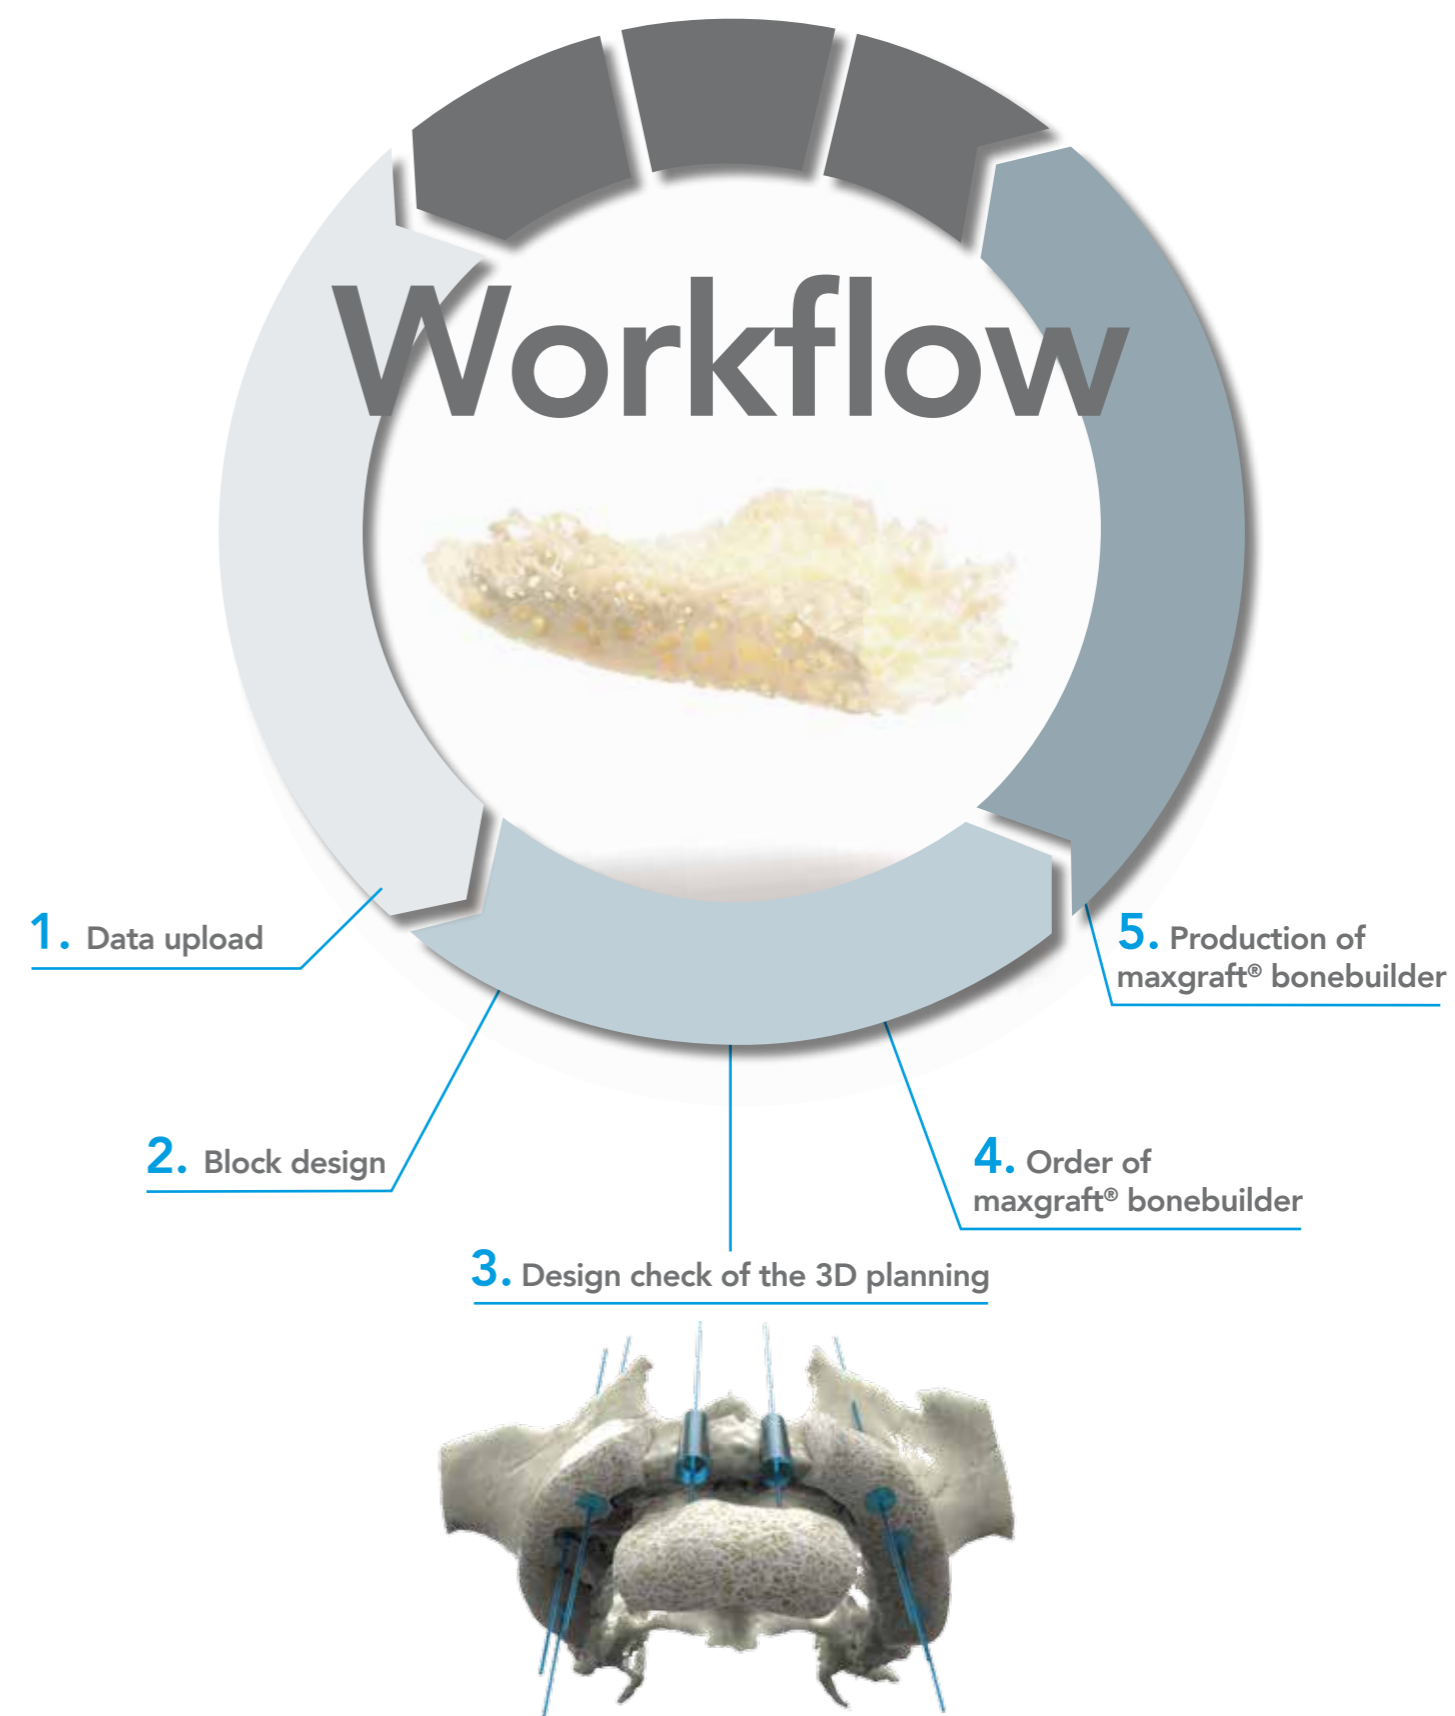 Workflow
1. Data upload
5. Production of
maxgraft® bonebuilder
2. Block design
4. Order of
maxgraft® bonebuilder
3. Design check of the 3D planning